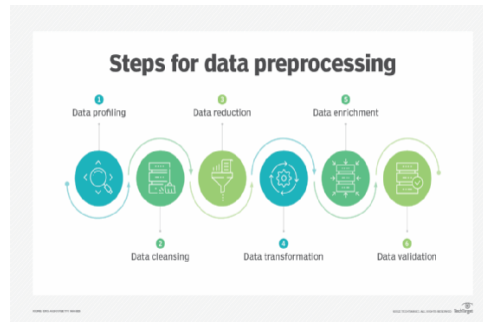 Steps for data preprocessing
1
Data profiling
3
Data reduction
5
Data enrichment
2
Data cleansing
4
Data transformation
6
Data validation